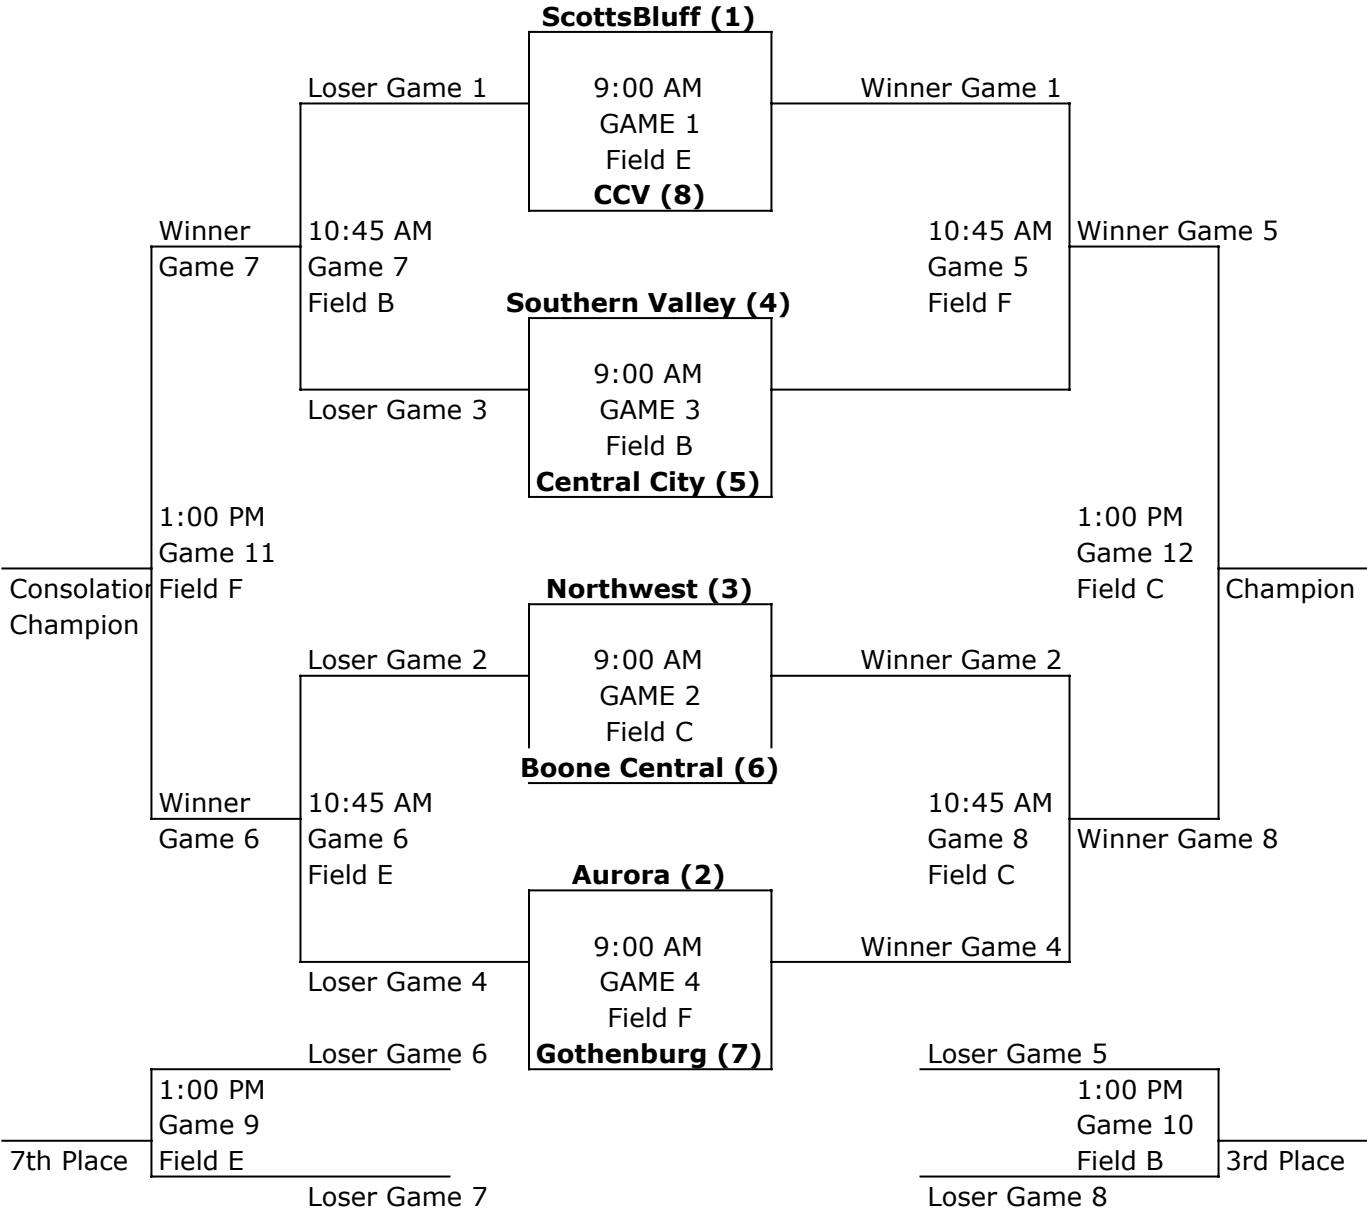 ScottsBluff (1)
Loser Game 1
9:00 AM
Winner Game 1
GAME 1
Field E
CCV (8)
Winner
10:45 AM
10:45 AM
Winner Game 5
Game 7
Game 7
Game 5
Field B
Southern Valley (4)
Field F
9:00 AM
Loser Game 3
GAME 3
Field B
Central City (5)
1:00 PM
1:00 PM
Game 11
Game 12
Consolation
Field F
Northwest (3)
Field C
Champion
Champion
Loser Game 2
9:00 AM
Winner Game 2
GAME 2
Field C
Boone Central (6)
Winner
10:45 AM
10:45 AM
Game 6
Game 6
Game 8
Winner Game 8
Field E
Aurora (2)
Field C
9:00 AM
Winner Game 4
Loser Game 4
GAME 4
Field F
Loser Game 6
Gothenburg (7)
Loser Game 5
1:00 PM
1:00 PM
Game 9
Game 10
7th Place
Field E
Field B
3rd Place
Loser Game 7
Loser Game 8